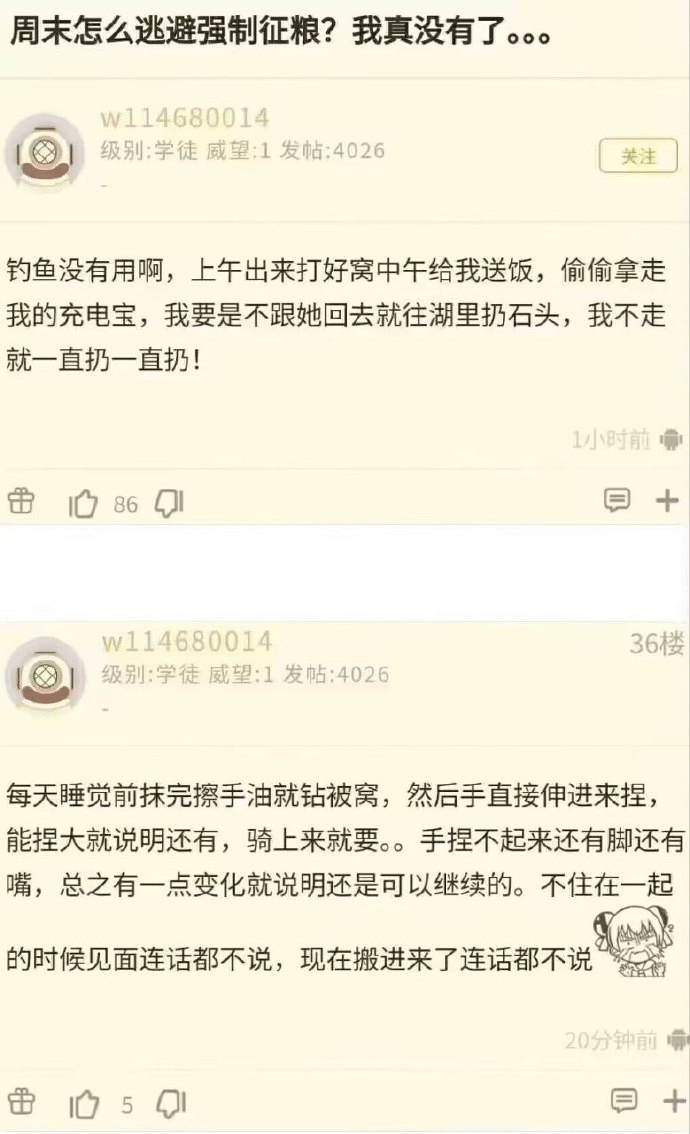 周末怎么逃避强制征粮？我真没有了。。。
w114680014
级别:学徒 威望:1 发帖:4026
关注
-
钓鱼没有用啊，上午出来打好窝中午给我送饭，偷偷拿走
我的充电宝，我要是不跟她回去就往湖里扔石头，我不走
就一直扔一直扔！
1小时前
86
w114680014
36楼
级别:学徒 威望:1 发帖:4026
-
每天睡觉前抹完擦手油就钻被窝，然后手直接伸进来捏，
能捏大就说明还有，骑上来就要。。手捏不起来还有脚还有
嘴，总之有一点变化就说明还是可以继续的。不住在一起
的时候见面连话都不说，现在搬进来了连话都不说
20分钟前
5